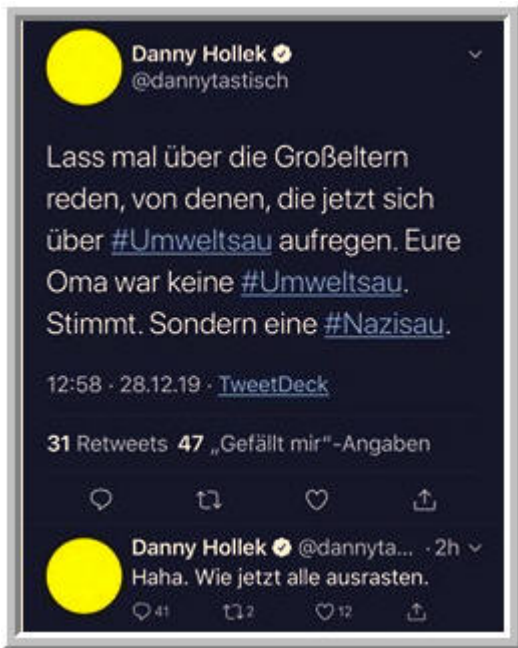 Danny Hollek
@dannytastisch
Lass mal über die Großeltern
reden, von denen, die jetzt sich
über #Umweltsau aufregen. Eure
Oma war keine #Umweltsau.
Stimmt. Sondern eine #Nazisau.
12:58 · 28.12.19 · TweetDeck
31 Retweets 47 „Gefällt mir“-Angaben
Danny Hollek @dannyta... · 2h
Haha. Wie jetzt alle ausrasten.
41 2 12